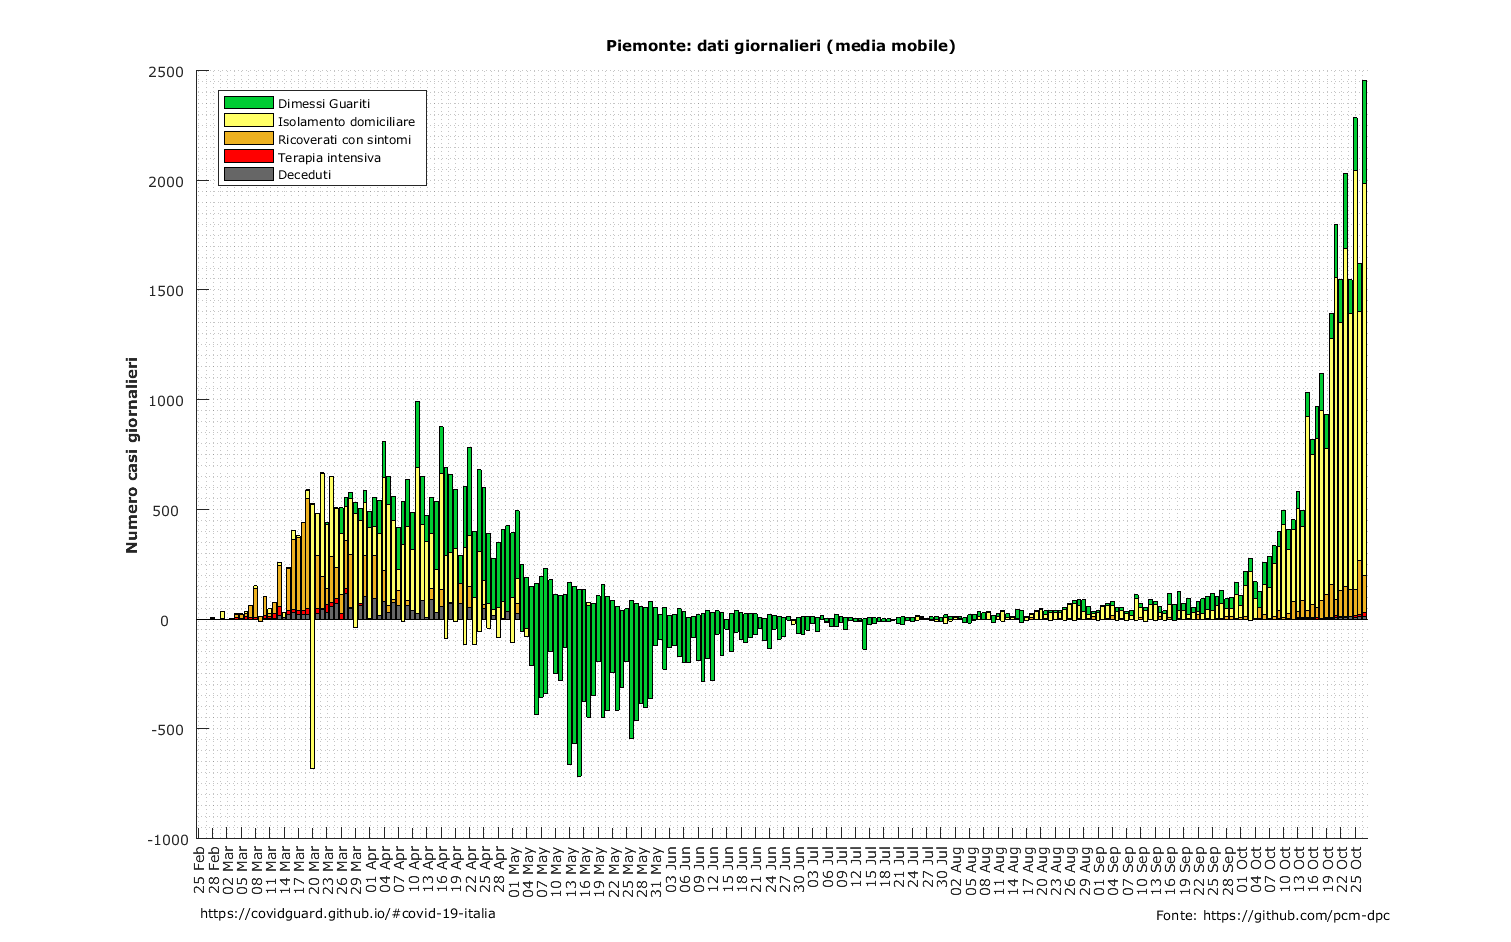 Piemonte: dati giornalieri (media mobile)
2500
2000
1500
1000
500
0
-500
-1000
Numero casi giornalieri
Dimessi Guariti
Isolamento domiciliare
Ricoverati con sintomi
Terapia intensiva
Deceduti
25 Feb
28 Feb
02 Mar
05 Mar
08 Mar
11 Mar
14 Mar
17 Mar
20 Mar
23 Mar
26 Mar
29 Mar
01 Apr
04 Apr
07 Apr
10 Apr
13 Apr
16 Apr
19 Apr
22 Apr
25 Apr
28 Apr
01 May
04 May
07 May
10 May
13 May
16 May
19 May
22 May
25 May
28 May
31 May
03 Jun
06 Jun
09 Jun
12 Jun
15 Jun
18 Jun
21 Jun
24 Jun
27 Jun
30 Jun
03 Jul
06 Jul
09 Jul
12 Jul
15 Jul
18 Jul
21 Jul
24 Jul
27 Jul
30 Jul
02 Aug
05 Aug
08 Aug
11 Aug
14 Aug
17 Aug
20 Aug
23 Aug
26 Aug
29 Aug
01 Sep
04 Sep
07 Sep
10 Sep
13 Sep
16 Sep
19 Sep
22 Sep
25 Sep
28 Sep
01 Oct
04 Oct
07 Oct
10 Oct
13 Oct
16 Oct
19 Oct
22 Oct
25 Oct
https://covidguard.github.io/#covid-19-italia
Fonte: https://github.com/pcm-dpc